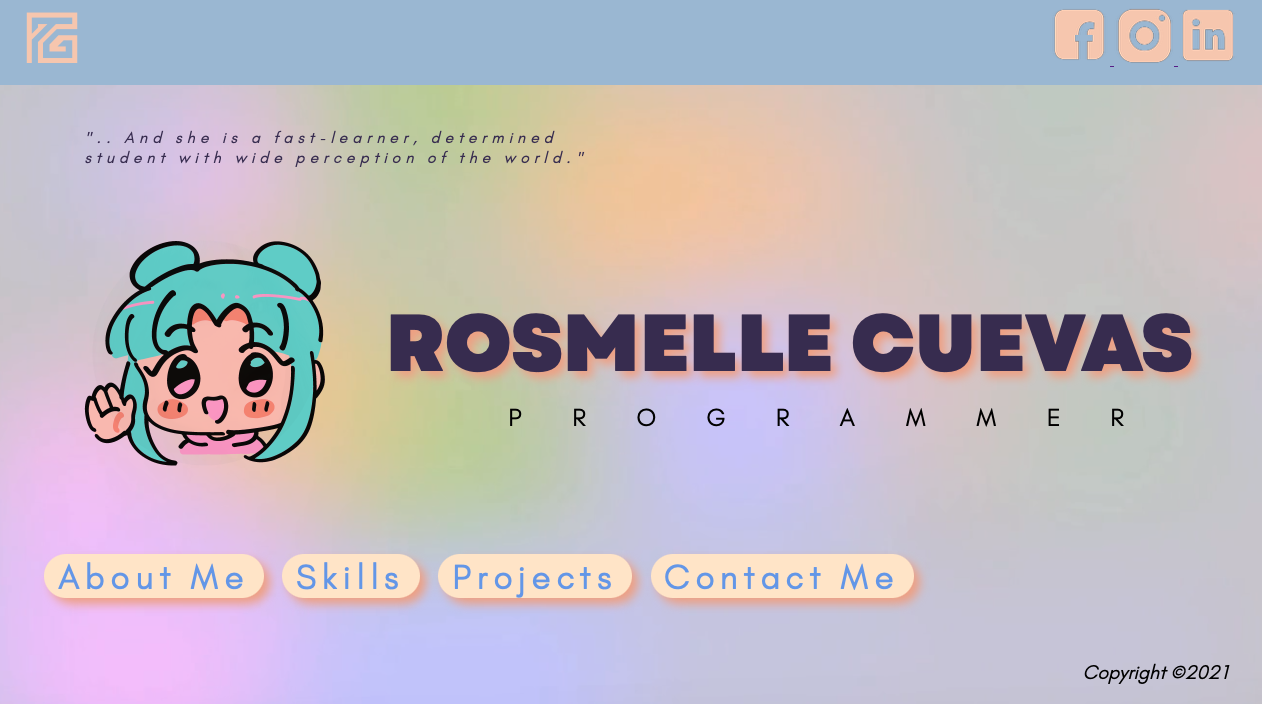 ".. And she is a fast-learner, determined
student with wide perception of the world."
ROSMELLE CUEVAS
PROGRAMMER
About Me
Skills
Projects
Contact Me
Copyright ©2021